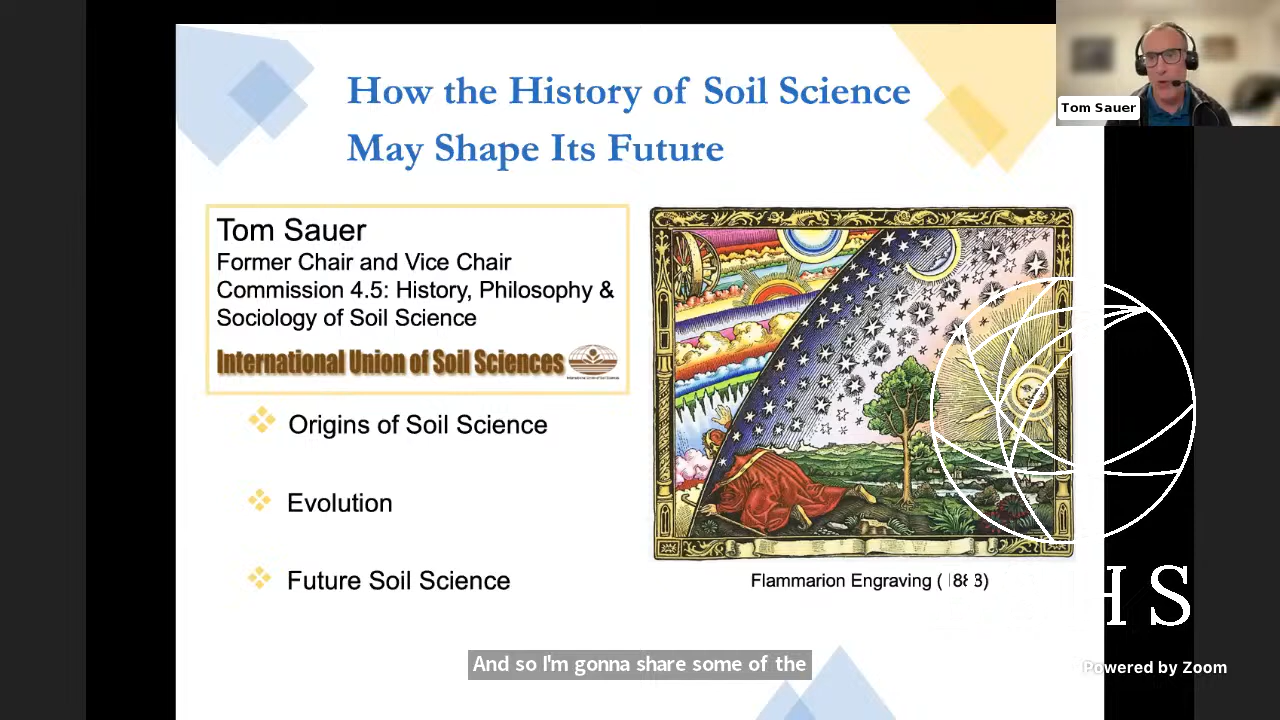 How the History of Soil Science
May Shape Its Future
Tom Sauer
Tom Sauer
Former Chair and Vice Chair
Commission 4.5: History, Philosophy &
Sociology of Soil Science
International Union of Soil Sciences
Origins of Soil Science
Evolution
Future Soil Science
Flammarion Engraving
H S
And so I'm gonna share some of the
Powered by Zoom